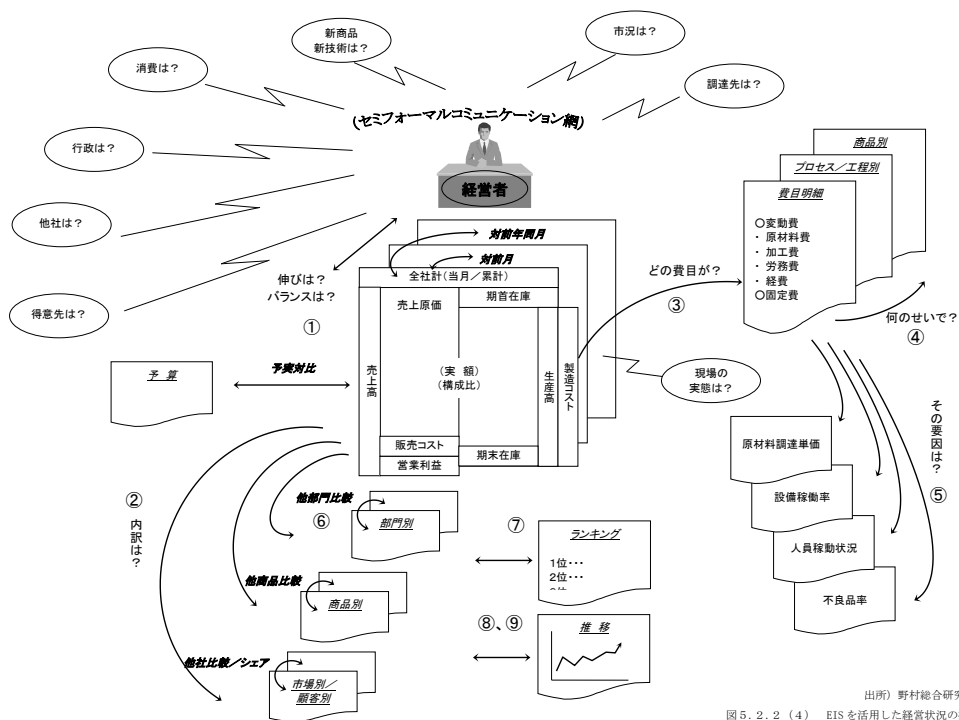 新商品
新技術は？
市況は？
消費は？
調達先は？
行政は？
他社は？
得意先は？
(セミフォーマルコミュニケーション網)
経営者
商品別
プロセス／工程別
費目明細
〇変動費
・ 原材料費
・ 加工費
・ 労務費
・ 経費
〇固定費
対前年同月
対前月
全社計(当月／累計)
伸びは？
バランスは？
①
どの費目が？
③
何のせいで？
④
売上高
売上原価
期首在庫
(実 額)
(構成比)
生産高
製造コスト
販売コスト
営業利益
期末在庫
予 算
予実対比
現場の
実態は？
原材料調達単価
設備稼働率
人員稼動状況
不良品率
その要因は？
⑤
②
内訳は？
他部門比較
⑥
部門別
⑦
ランキング
1位・・・
2位・・・
他商品比較
商品別
⑧、⑨
推 移
他社比較／シェア
市場別／
顧客別
出所）野村総合研究
図5．2．2（4） EISを活用した経営状況の